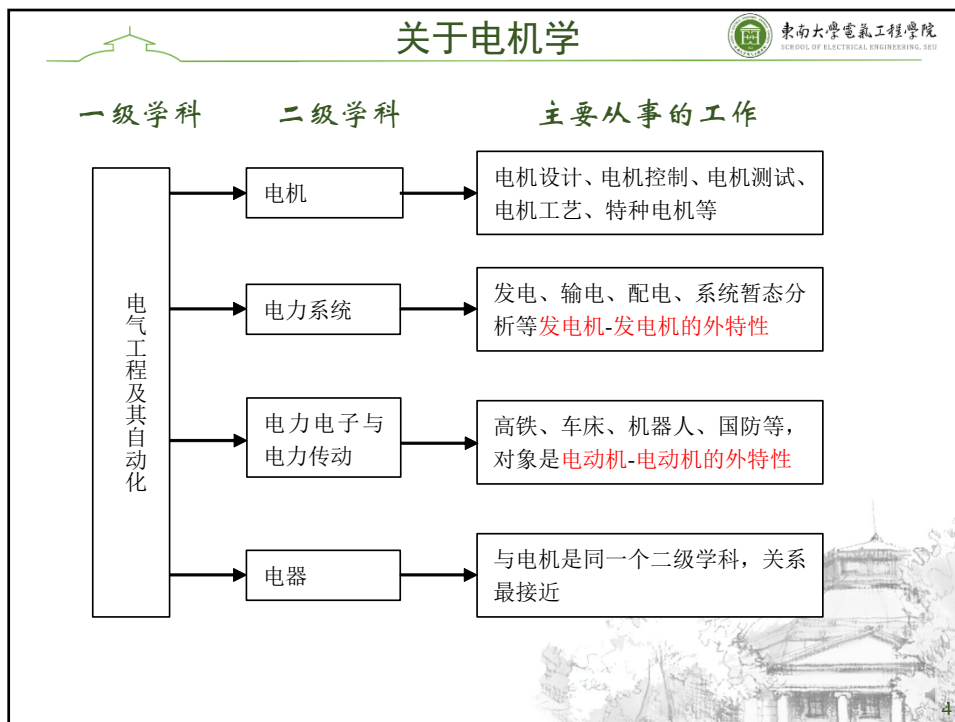 关于电机学
東南大學電氣工程學院
SCHOOL OF ELECTRICAL ENGINEERING, SEU
一级学科
二级学科
主要从事的工作
电气工程及其自动化
电机
电机设计、电机控制、电机测试、
电机工艺、特种电机等
电力系统
发电、输电、配电、系统暂态分
析等发电机-发电机的外特性
电力电子与
电力传动
高铁、车床、机器人、国防等，
对象是电动机-电动机的外特性
电器
与电机是同一个二级学科，关系
最接近
4